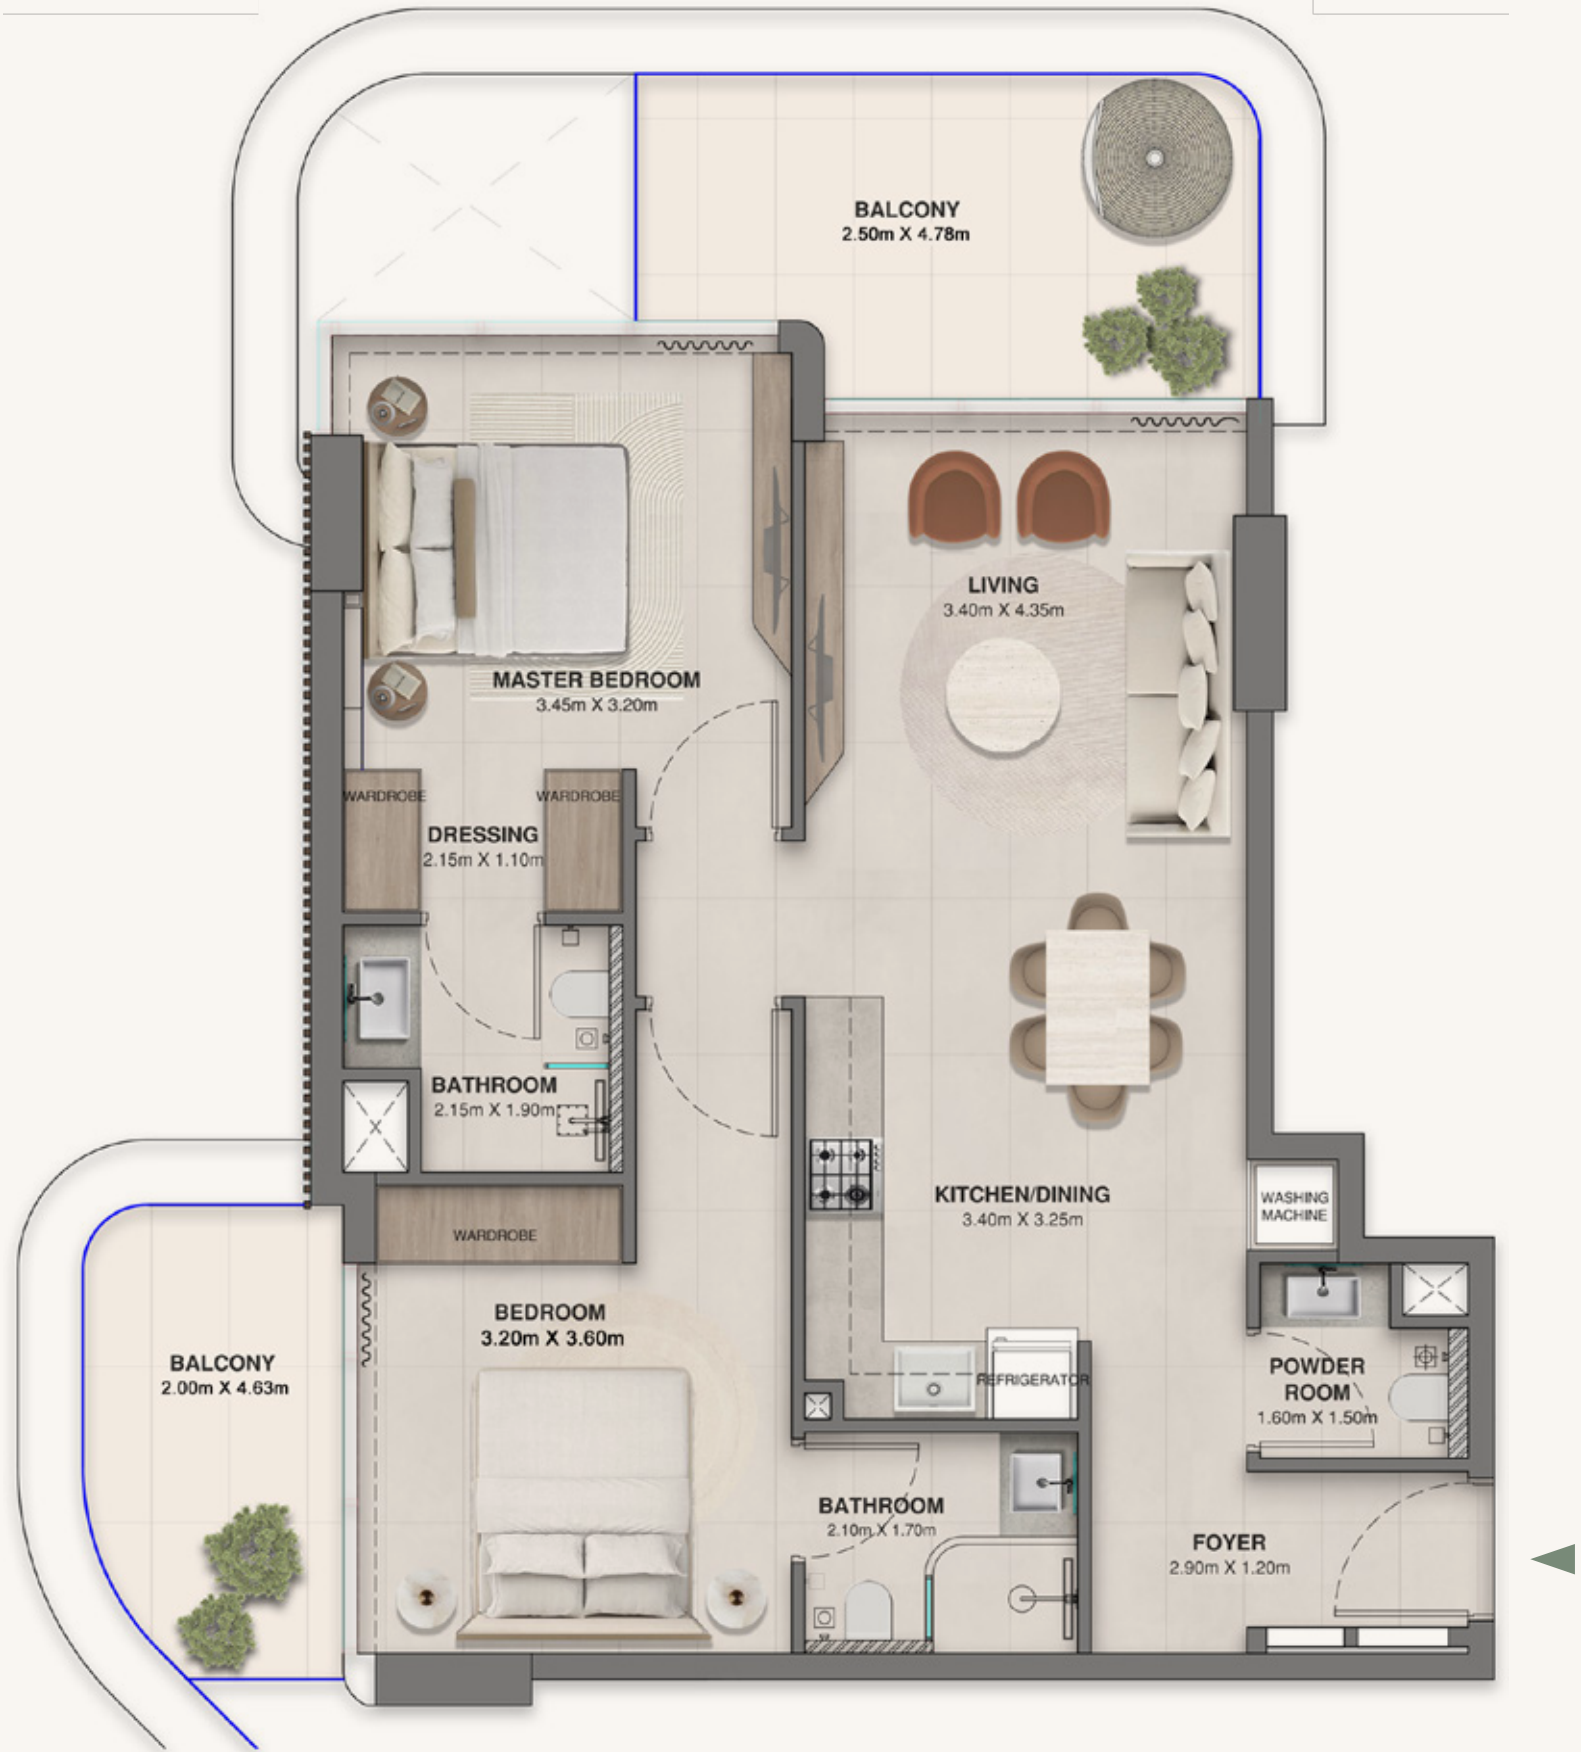 BALCONY
2.50m X 4.78m
LIVING
3.40m X 4.35m
MASTER BEDROOM
3.45m X 3.20m
WARDROBE
WARDROBE
DRESSING
2.15m X 1.10m
BATHROOM
2.15m X 1.90m
KITCHEN/DINING
3.40m X 3.25m
WASHING
MACHINE
WARDROBE
BEDROOM
3.20m X 3.60m
BALCONY
2.00m X 4.63m
REFRIGERATOR
POWDER
ROOM
1.60m X 1.50m
BATHROOM
2.10m X 1.70m
FOYER
2.90m X 1.20m